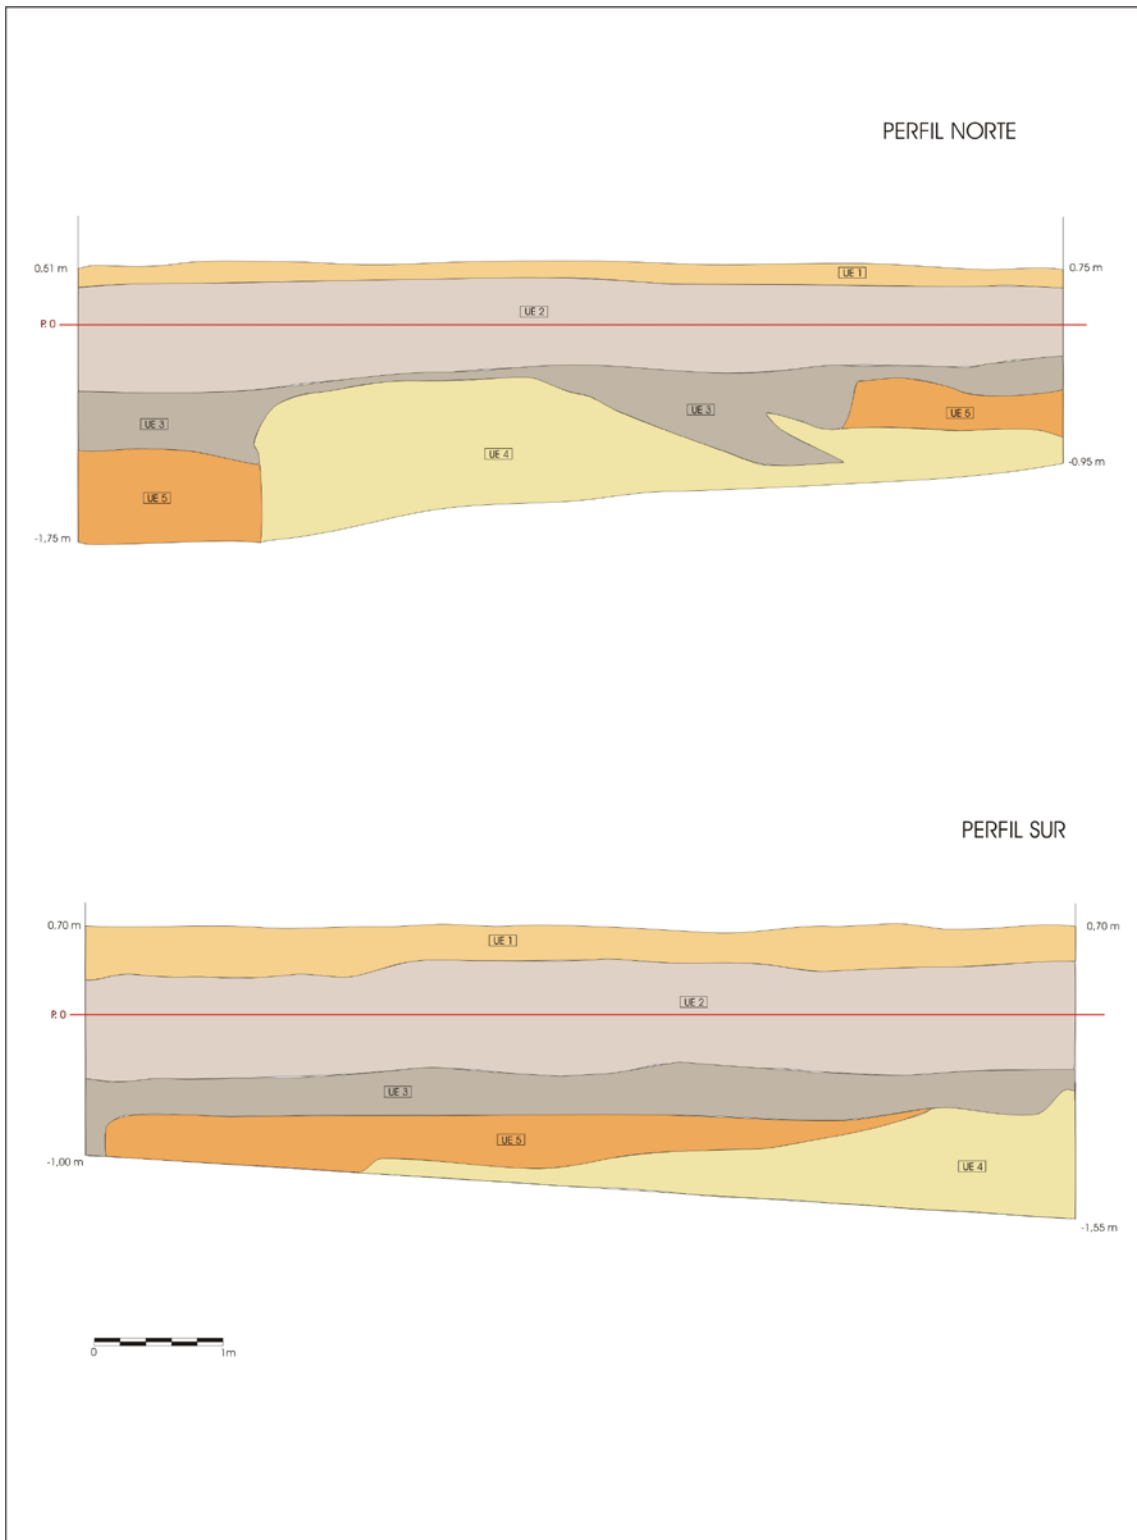 PERFIL NORTE
0,51 m
UE 1
0,75 m
UE 2
P. 0
UE 3
UE 3
UE 5
UE 4
-0,95 m
UE 5
-1,75 m
PERFIL SUR
0,70 m
0,70 m
UE 1
UE 2
P. 0
UE 3
UE 5
-1,00 m
UE 4
-1,55 m
0 1m